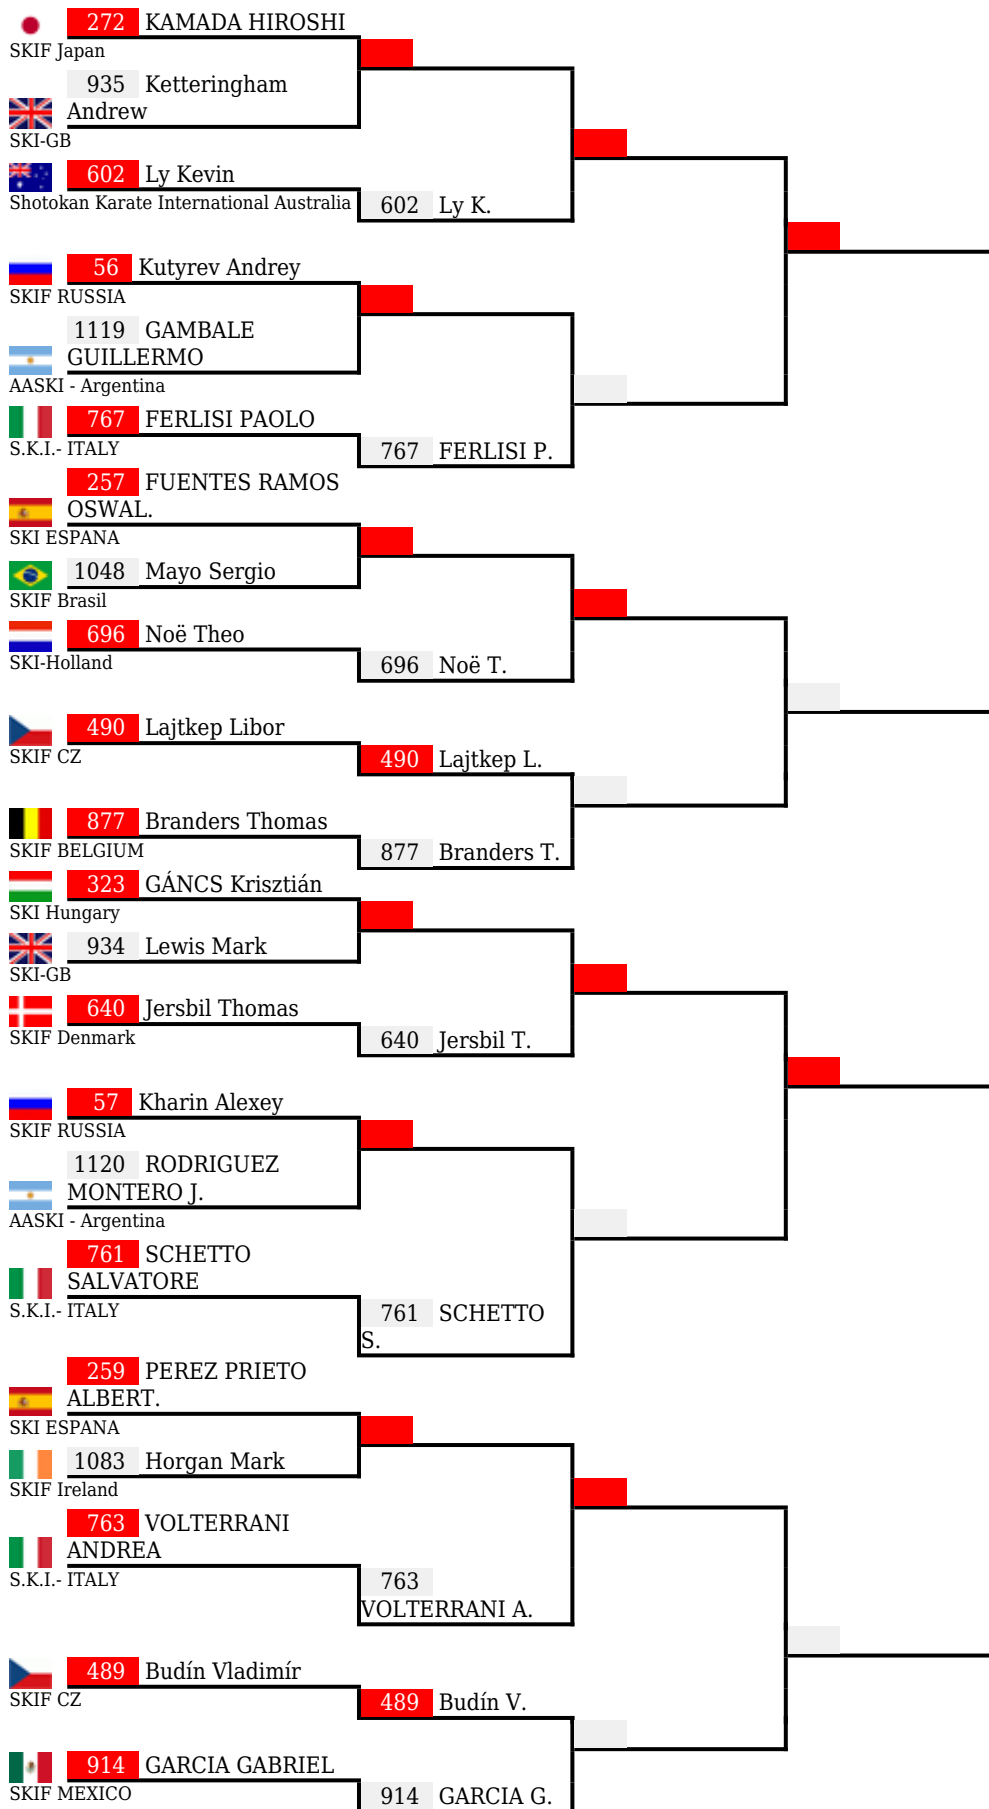 272 KAMADA HIROSHI
SKIF Japan
935 Ketteringham
Andrew
SKI-GB
602 Ly Kevin
Shotokan Karate International Australia
602 Ly K.
56 Kutyrev Andrey
SKIF RUSSIA
1119 GAMBALE
GUILLERMO
AASKI - Argentina
767 FERLISI PAOLO
S.K.I.- ITALY
767 FERLISI P.
257 FUENTES RAMOS
OSWAL.
SKI ESPANA
1048 Mayo Sergio
SKIF Brasil
696 Noë Theo
SKI-Holland
696 Noë T.
490 Lajtkep Libor
SKIF CZ
490 Lajtkep L.
877 Branders Thomas
SKIF BELGIUM
877 Branders T.
323 GÁNCS Krisztián
SKI Hungary
934 Lewis Mark
SKI-GB
640 Jersbil Thomas
SKIF Denmark
640 Jersbil T.
57 Kharin Alexey
SKIF RUSSIA
1120 RODRIGUEZ
MONTERO J.
AASKI - Argentina
761 SCHETTO
SALVATORE
S.K.I.- ITALY
761 SCHETTO
S.
259 PEREZ PRIETO
ALBERT.
SKI ESPANA
1083 Horgan Mark
SKIF Ireland
763 VOLTERRANI
ANDREA
S.K.I.- ITALY
763
VOLTERRANI A.
489 Budín Vladimír
SKIF CZ
489 Budín V.
914 GARCIA GABRIEL
SKIF MEXICO
914 GARCIA G.